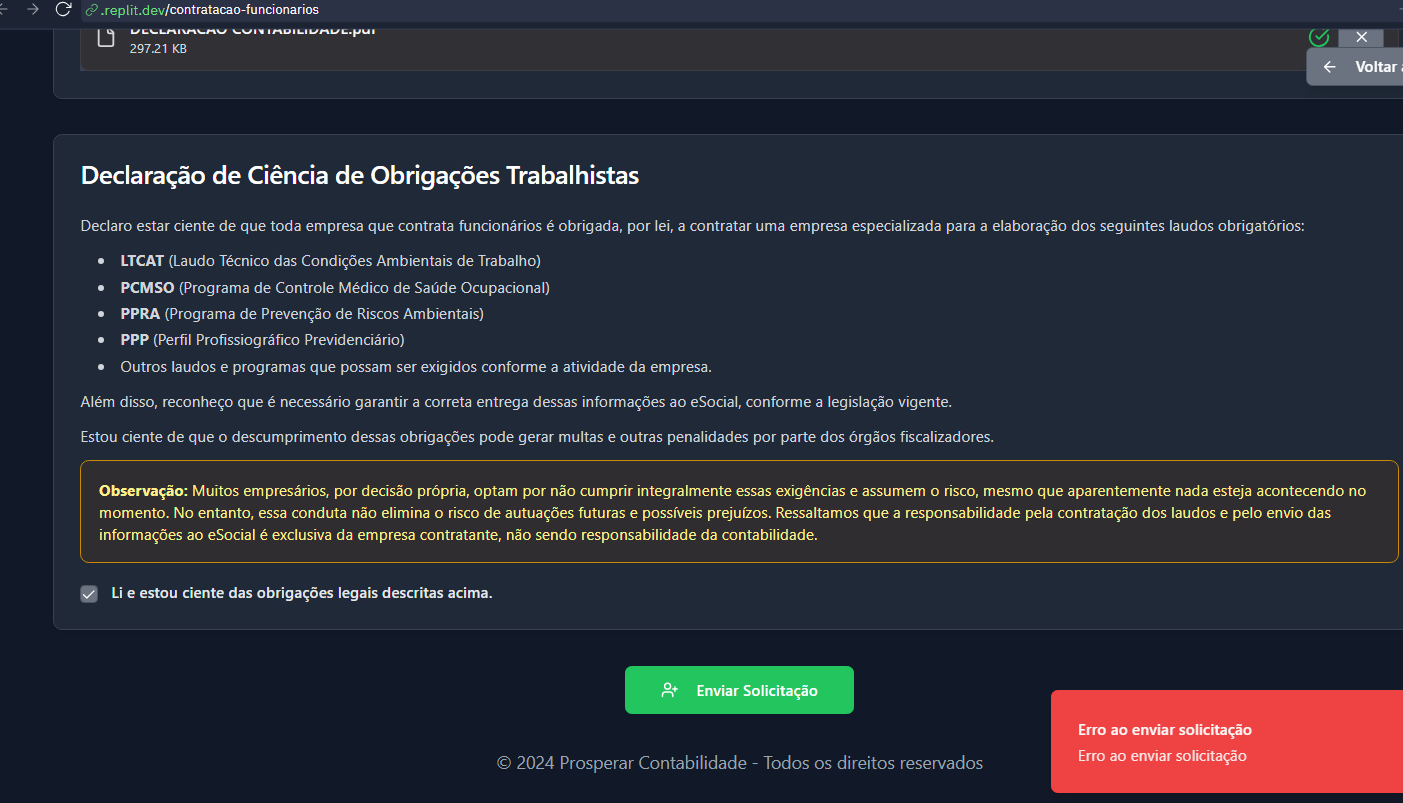 .replit.dev/contratacao-funcionarios
DECLARACAO CONTABILIDADE.pdf
297.21 KB
Voltar
Declaração de Ciência de Obrigações Trabalhistas
Declaro estar ciente de que toda empresa que contrata funcionários é obrigada, por lei, a contratar uma empresa especializada para a elaboração dos seguintes laudos obrigatórios:
LTCAT (Laudo Técnico das Condições Ambientais de Trabalho)
PCMSO (Programa de Controle Médico de Saúde Ocupacional)
PPRA (Programa de Prevenção de Riscos Ambientais)
PPP (Perfil Profissiográfico Previdenciário)
Outros laudos e programas que possam ser exigidos conforme a atividade da empresa.
Além disso, reconheço que é necessário garantir a correta entrega dessas informações ao eSocial, conforme a legislação vigente.
Estou ciente de que o descumprimento dessas obrigações pode gerar multas e outras penalidades por parte dos órgãos fiscalizadores.
Observação: Muitos empresários, por decisão própria, optam por não cumprir integralmente essas exigências e assumem o risco, mesmo que aparentemente nada esteja acontecendo no
momento. No entanto, essa conduta não elimina o risco de autuações futuras e possíveis prejuízos. Ressaltamos que a responsabilidade pela contratação dos laudos e pelo envio das
informações ao eSocial é exclusiva da empresa contratante, não sendo responsabilidade da contabilidade.
Li e estou ciente das obrigações legais descritas acima.
Enviar Solicitação
Erro ao enviar solicitação
Erro ao enviar solicitação
© 2024 Prosperar Contabilidade - Todos os direitos reservados